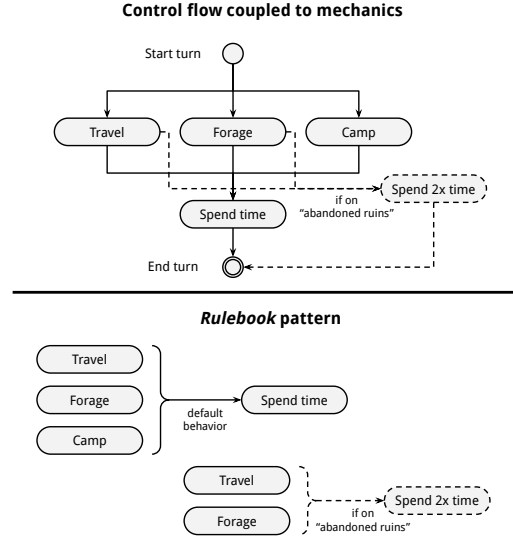 Control flow coupled to mechanics
Start turn
Travel
Forage
Camp
Spend 2x time
if on
“abandoned ruins”
Spend time
End turn
Rulebook pattern
Travel
Forage
Camp
default
behavior
Spend time
Travel
Forage
if on
“abandoned ruins”
Spend 2x time